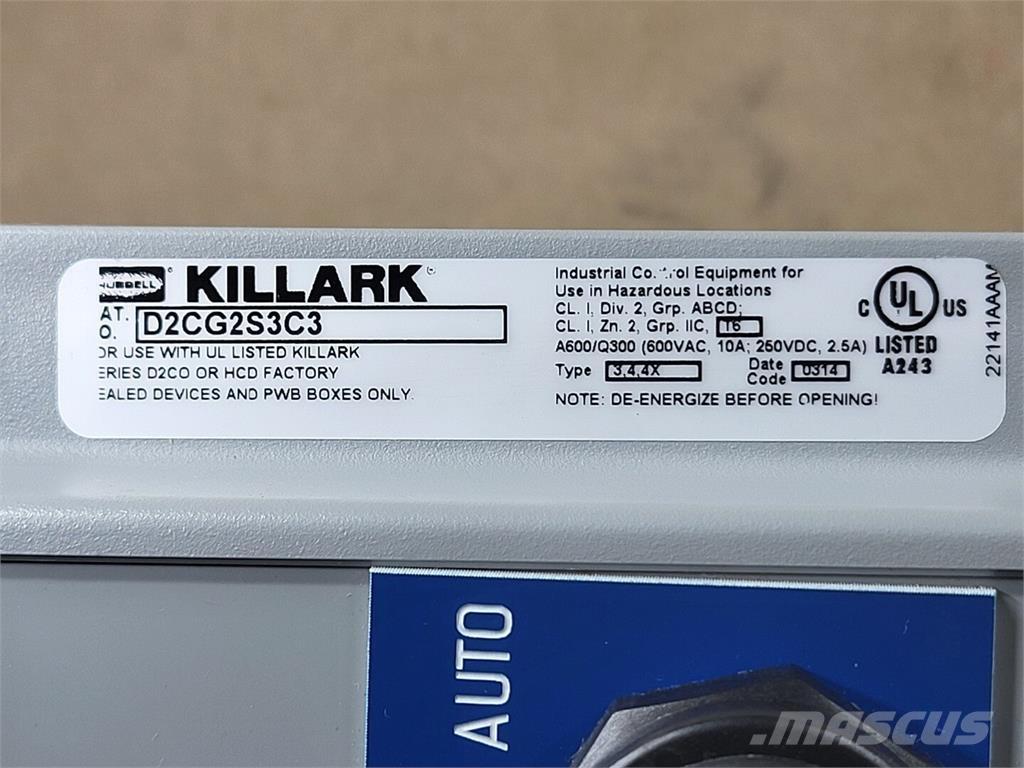 HUBBELL KILLARK
AT.
O. D2CG2S3C3
OR USE WITH UL LISTED KILLARK
ERIES D2CO OR HCD FACTORY
EALED DEVICES AND PWB BOXES ONLY.
Industrial Control Equipment for
Use in Hazardous Locations
CL. I, Div. 2, Grp. ABCD;
CL. I, Zn. 2, Grp. IIC, T6
A600/Q300 (600VAC, 10A; 250VDC, 2.5A)
Type 3,4,4X Date Code 0314
NOTE: DE-ENERGIZE BEFORE OPENING!
C UL US
LISTED
A243
22141AAAM
AUTO
MASCUS